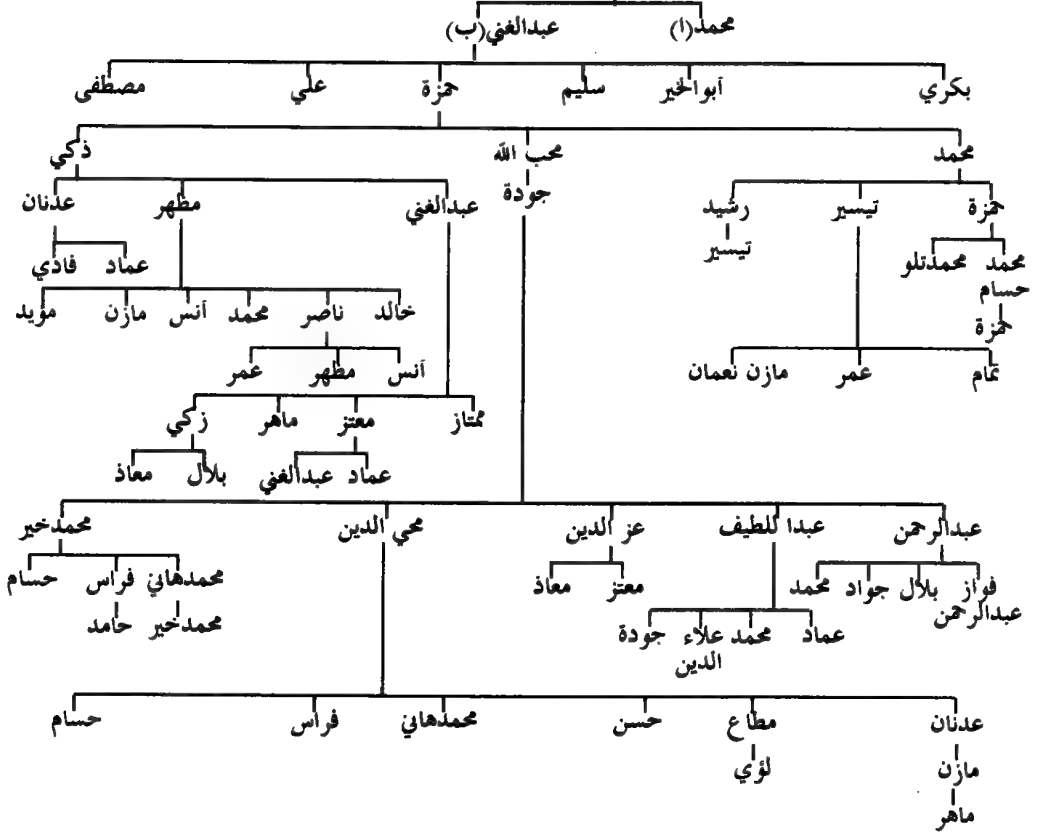 محمد(ا) عبدالغني(ب)
بكري أبوالخير سليم حمزة علي مصطفى
محمد محب الله ذكي
حمزة تيسير رشيد جودة عبدالغني مظهر عدنان
محمد محمدتلو تيسير عماد فادي
حسام
حمزة خالد ناصر محمد أنس مازن مؤيد
تمام عمر مازن نعمان أنس مظهر عمر
ممتاز معتز ماهر زكي
عماد عبدالغني بلال معاذ
عبدالرحمن عبدا للطيف عز الدين محي الدين محمدخير
فواز بلال جواد محمد معتز معاذ محمدهاني فراس حسام
عبدالرحمن عماد محمد علاء جودة محمدخير حامد
الدين
عدنان مطاع حسن محمدهاني فراس حسام
مازن لؤي
ماهر